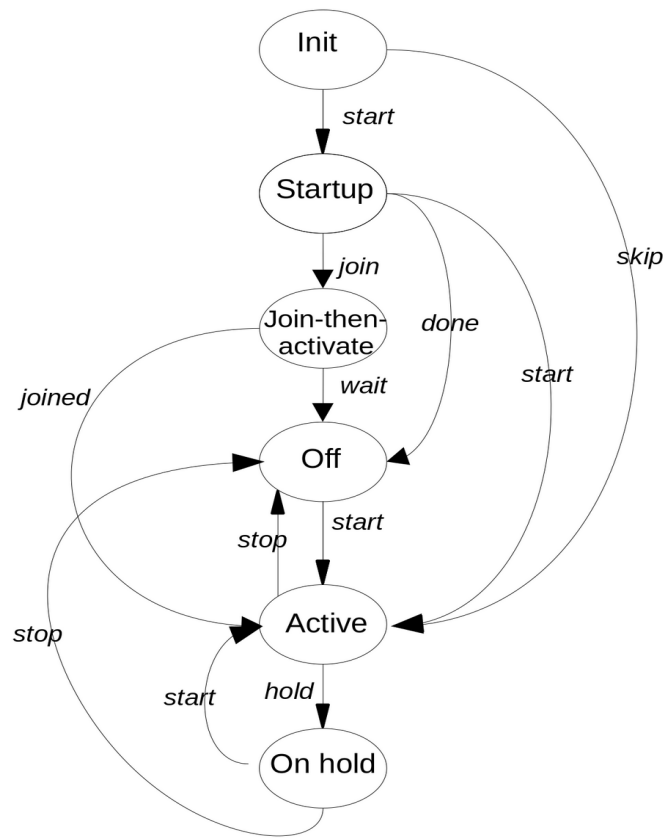 Init
start
Startup
skip
join
Join-then-
activate
done
start
wait
joined
Off
start
stop
Active
stop
hold
start
On hold